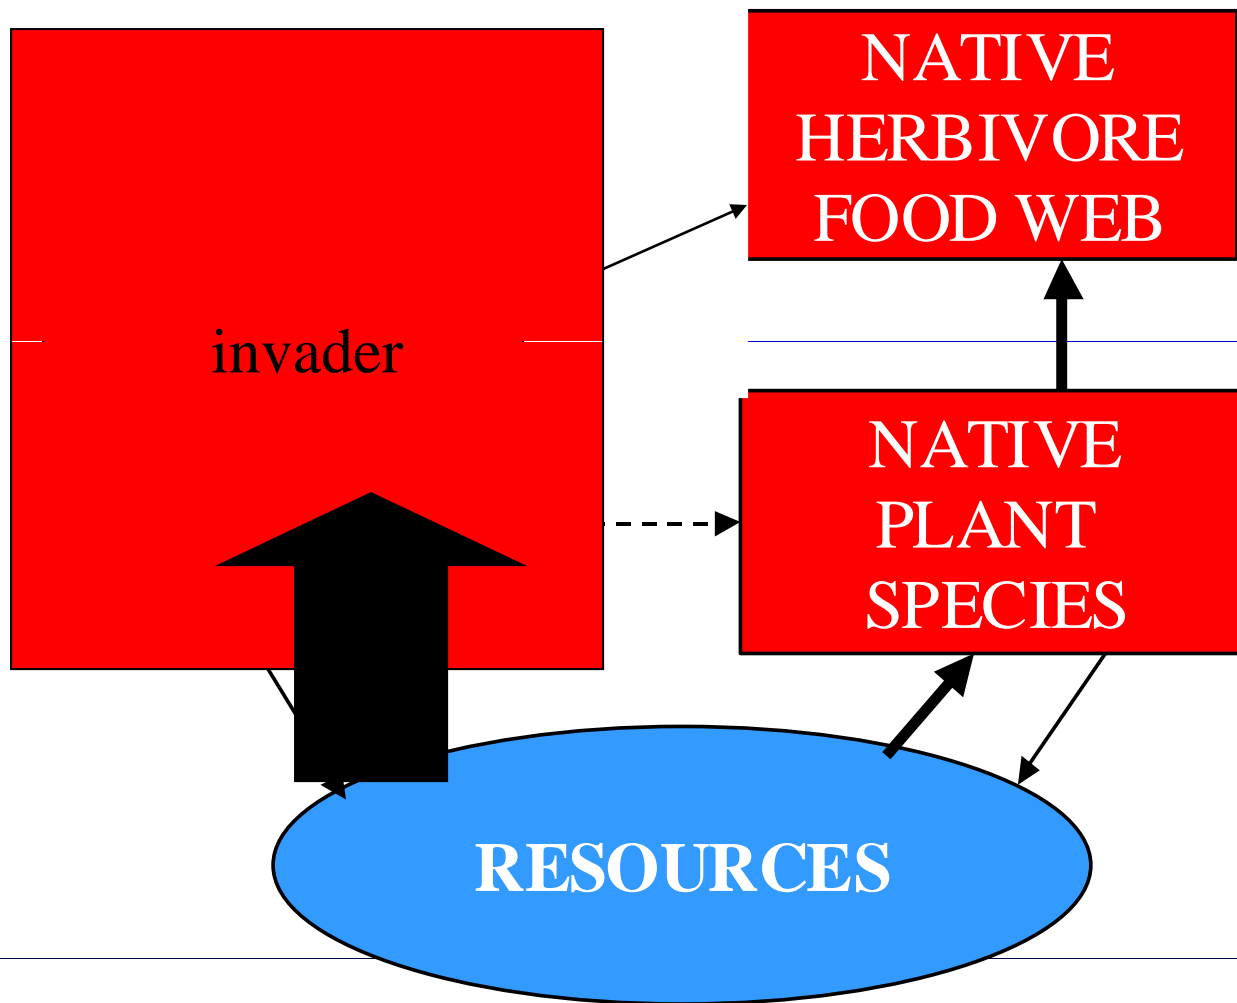 NATIVE
HERBIVORE
FOOD WEB
invader
NATIVE
PLANT
SPECIES
RESOURCES